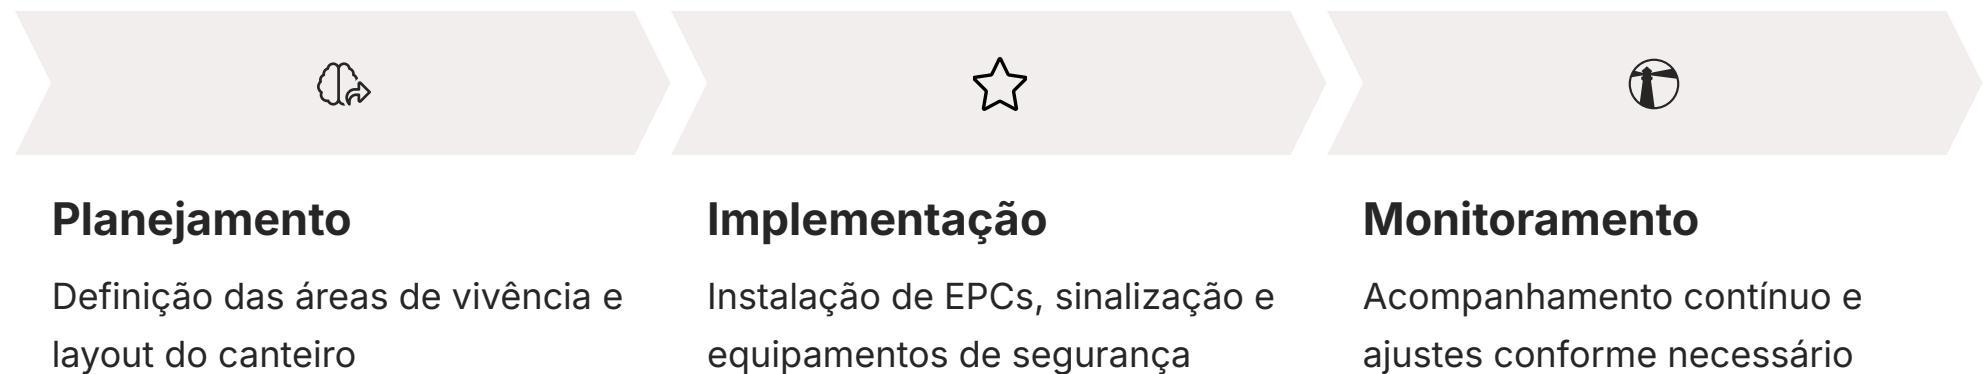 Planejamento
Definição das áreas de vivência e
layout do canteiro
Implementação
Instalação de EPCs, sinalização e
equipamentos de segurança
Monitoramento
Acompanhamento contínuo e
ajustes conforme necessário